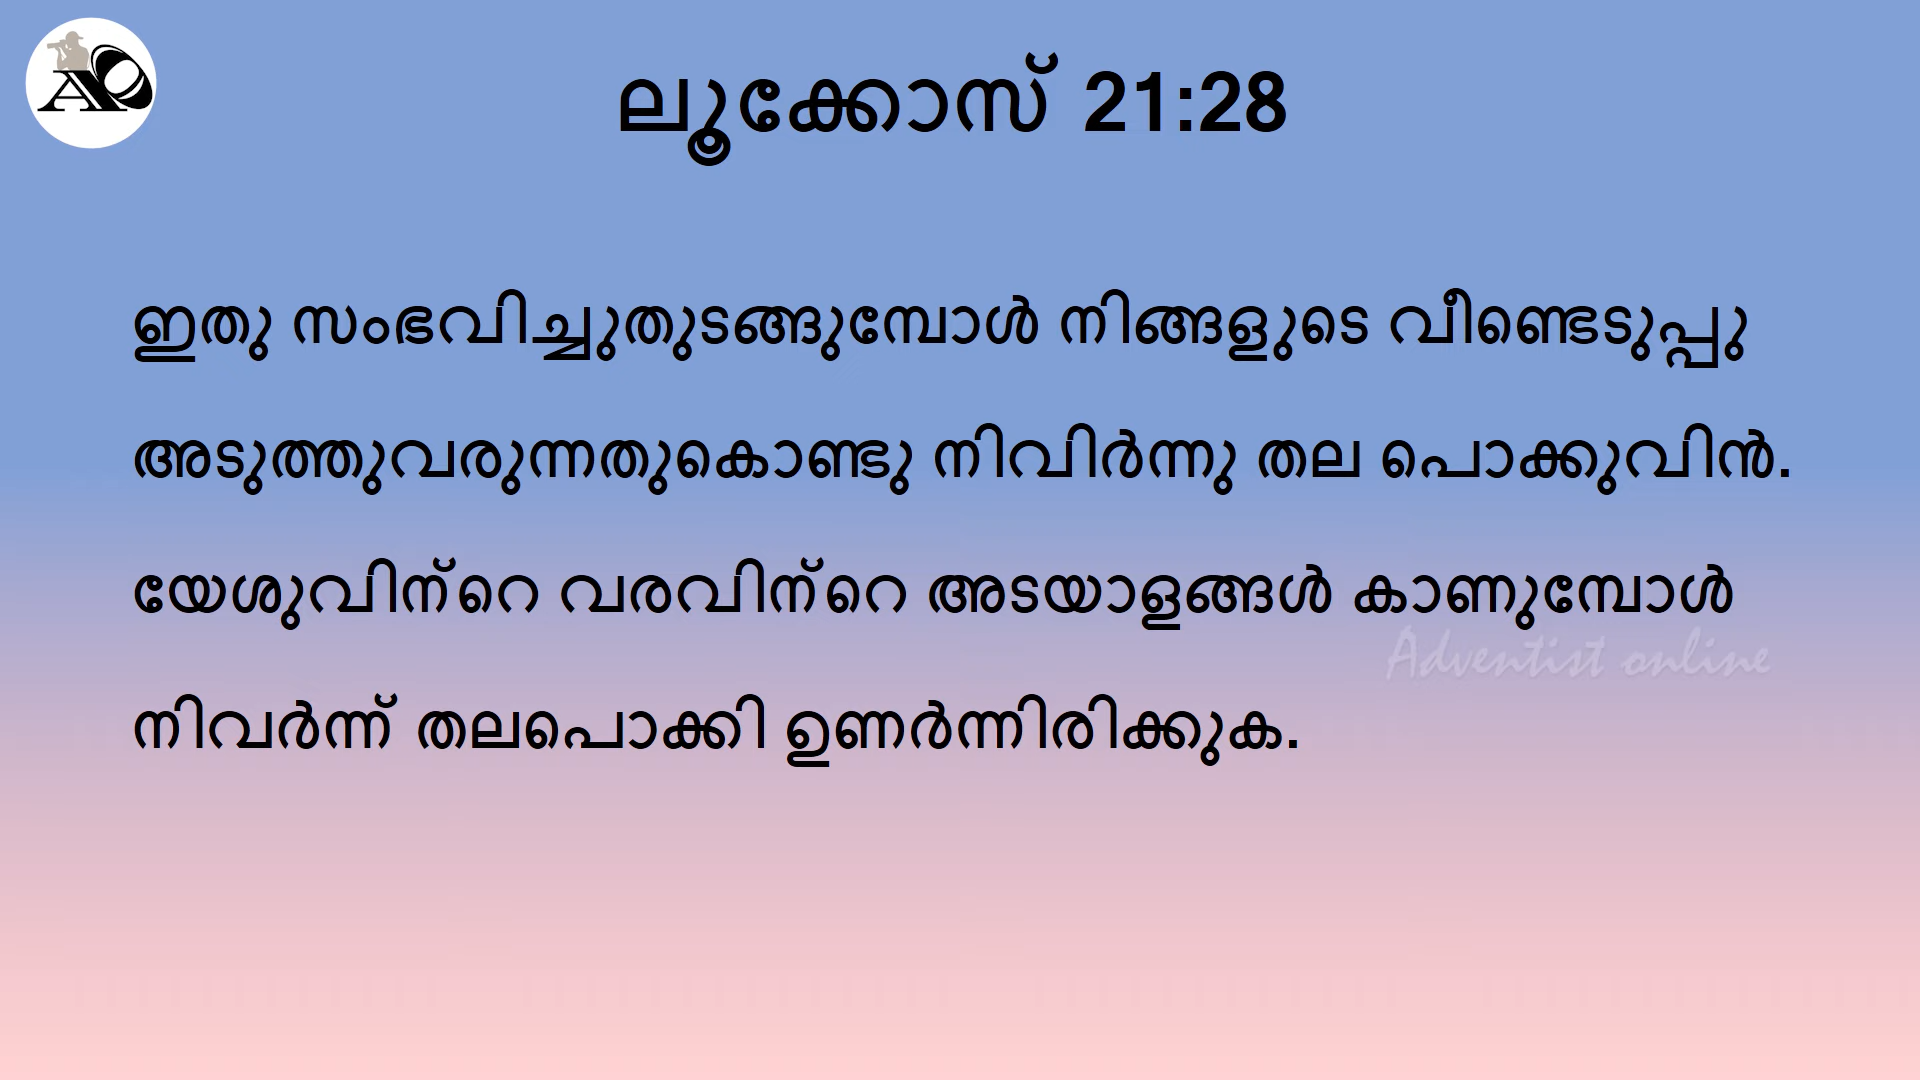 ലൂക്കോസ് 21:28
ഇതു സംഭവിച്ചുതുടങ്ങുമ്പോൾ നിങ്ങളുടെ വീണ്ടെടുപ്പു
അടുത്തുവരുന്നതുകൊണ്ടു നിവിർന്നു തല പൊക്കുവിൻ.
യേശുവിന്‌റെ വരവിന്‌റെ അടയാളങ്ങൾ കാണുമ്പോൾ
Adventist online
നിവർന്ന് തലപൊക്കി ഉണർന്നിരിക്കുക.